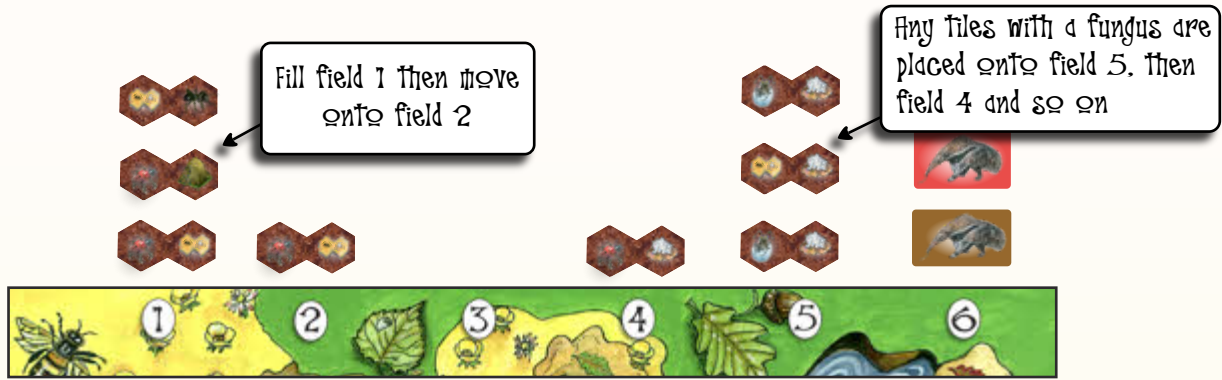 Fill field 1 then move
onto field 2
Any tiles with a fungus are
placed onto field 5, then
field 4 and so on
1 2 3 4 5 6